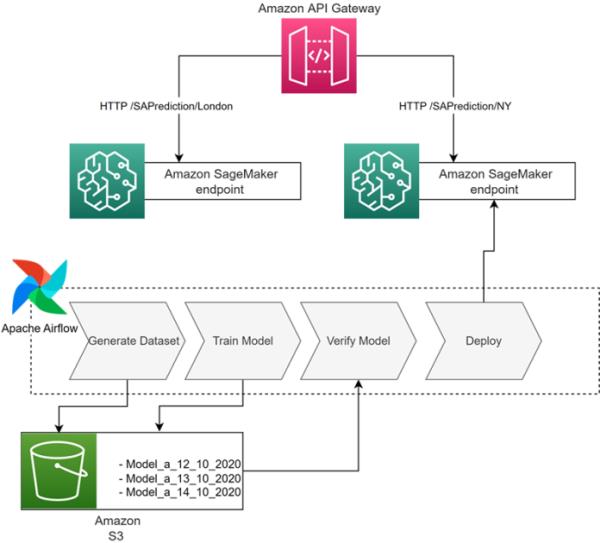 Amazon API Gateway
HTTP /SAPrediction/London
HTTP /SAPrediction/NY
Amazon SageMaker
endpoint
Amazon SageMaker
endpoint
Apache Airflow
Generate Dataset
Train Model
Verify Model
Deploy
- Model_a_12_10_2020
- Model_a_13_10_2020
- Model_a_14_10_2020
Amazon
S3